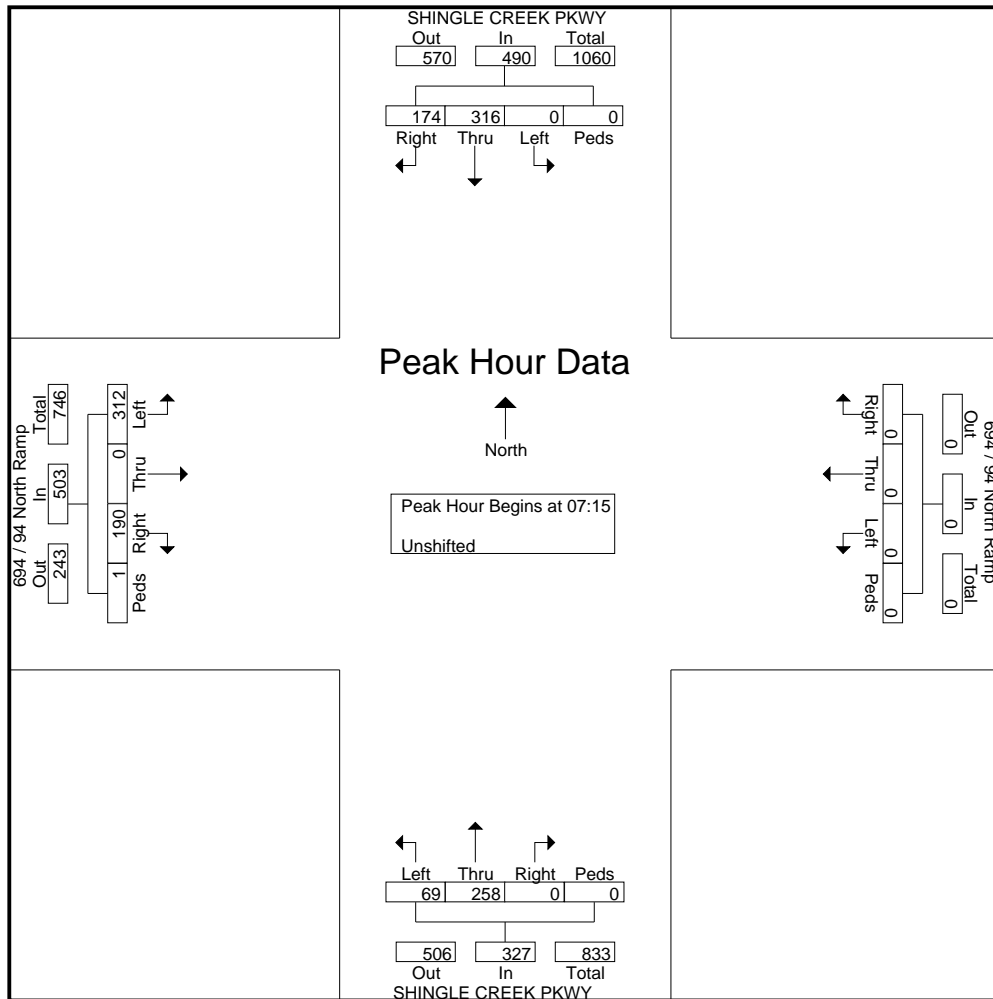 SHINGLE CREEK PKWY
Out In Total
570 490 1060
174 316 0 0
Right Thru Left Peds
Peak Hour Data
North
Peak Hour Begins at 07:15
Unshifted
694 / 94 North Ramp
Out In Total
243 503 746
312 0 190 1
Left Thru Right Peds
694 / 94 North Ramp
Out In Total
0 0 0
0 0 0 0
Right Thru Left Peds
Left Thru Right Peds
69 258 0 0
506 327 833
Out In Total
SHINGLE CREEK PKWY